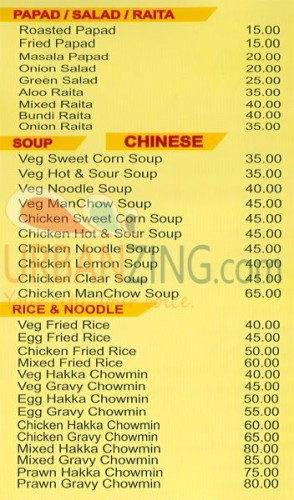 PAPAD / SALAD / RAITA
Roasted Papad 15.00
Fried Papad 15.00
Masala Papad 20.00
Onion Salad 20.00
Green Salad 25.00
Aloo Raita 35.00
Mixed Raita 40.00
Bundi Raita 40.00
Onion Raita 35.00
SOUP CHINESE
Veg Sweet Corn Soup 35.00
Veg Hot & Sour Soup 35.00
Veg Noodle Soup 40.00
Veg ManChow Soup 45.00
Chicken Sweet Corn Soup 45.00
Chicken Hot & Sour Soup
Chicken Noodle Soup
Chicken Lemon Soup
Chicken Clear Soup 45.00
Chicken ManChow Soup 65.00
URBANZING.com
RICE & NOODLE
Veg Fried Rice 40.00
Egg Fried Rice 45.00
Chicken Fried Rice 50.00
Mixed Fried Rice 60.00
Veg Hakka Chowmin 40.00
Veg Gravy Chowmin 45.00
Egg Hakka Chowmin 50.00
Egg Gravy Chowmin 55.00
Chicken Hakka Chowmin 60.00
Chicken Gravy Chowmin 65.00
Mixed Hakka Chowmin 80.00
Mixed Gravy Chowmin 85.00
Prawn Hakka Chowmin 75.00
Prawn Gravy Chowmin 80.00